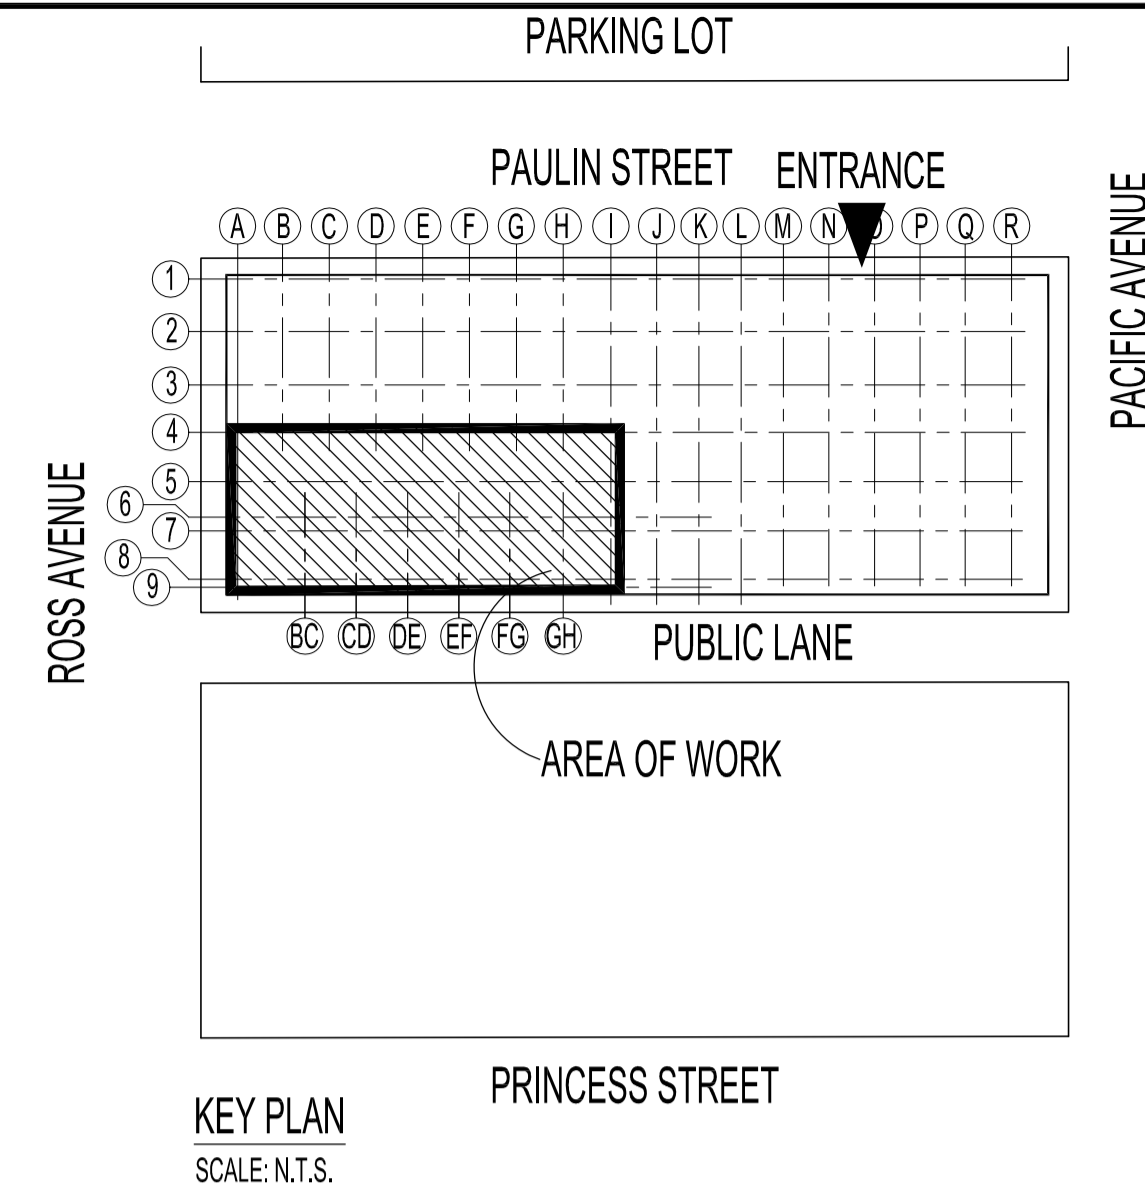 PARKING LOT
PAULIN STREET
ENTRANCE
A B C D E F G H I J K L M N O P Q R
1
2
3
4
5
6
7
8
9
ROSS AVENUE
PACIFIC AVENUE
BC CD DE EF FG GH
PUBLIC LANE
AREA OF WORK
PRINCESS STREET
KEY PLAN
SCALE: N.T.S.